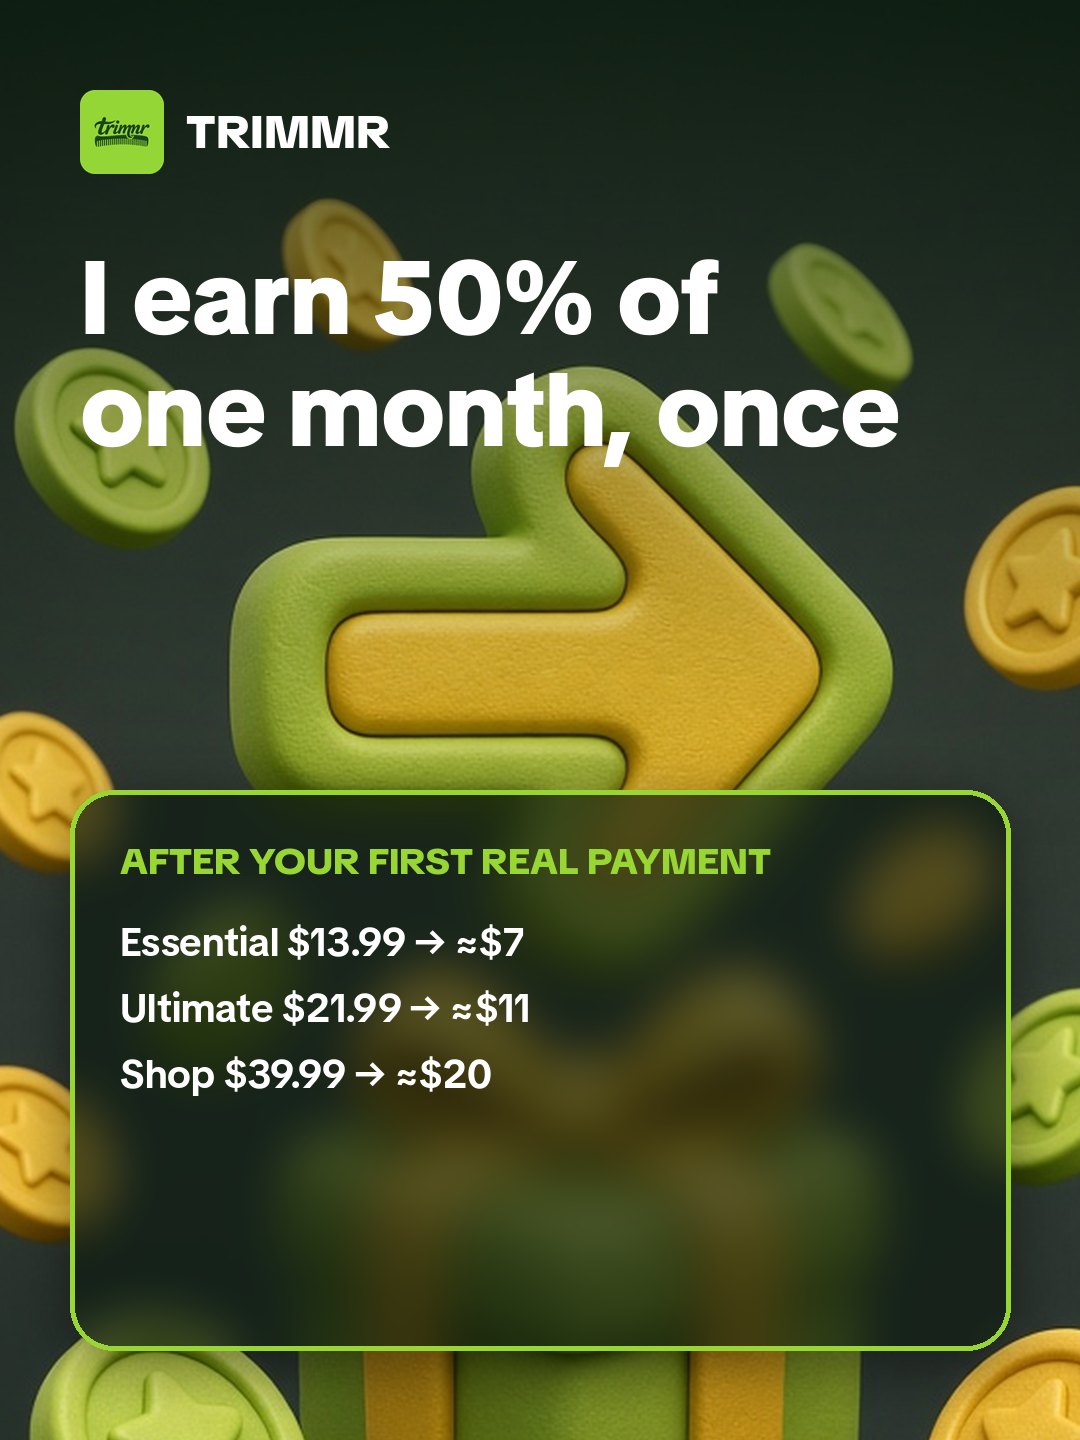 trimmr
TRIMMR
I earn 50% of
one month, once
AFTER YOUR FIRST REAL PAYMENT
Essential $13.99 → ≈$7
Ultimate $21.99 → ≈$11
Shop $39.99 → ≈$20